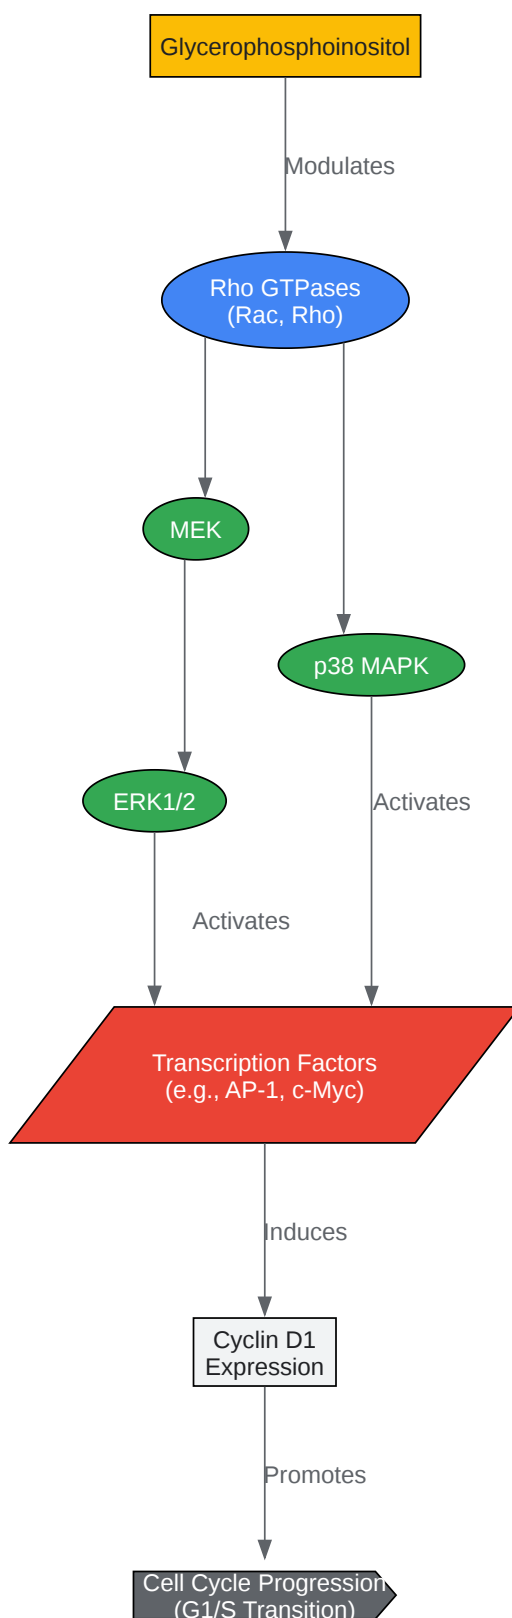 Glycerophosphoinositol
Modulates
Rho GTPases
(Rac, Rho)
MEK
p38 MAPK
ERK1/2
Activates
Activates
Transcription Factors
(e.g., AP-1, c-Myc)
Induces
Cyclin D1
Expression
Promotes
Cell Cycle Progression
(G1/S Transition)